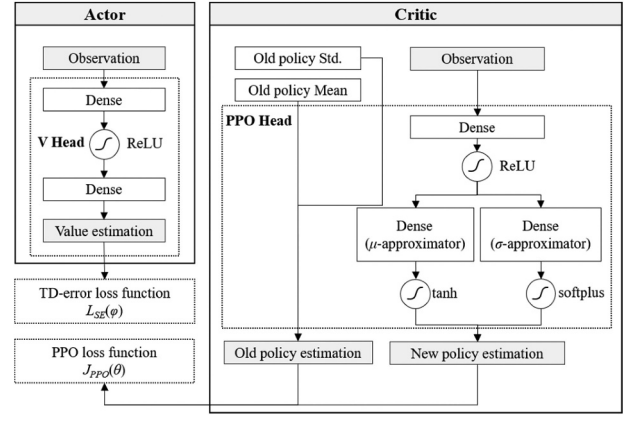 Actor
Observation
Dense
V Head
ReLU
Dense
Value estimation
TD-error loss function
L_SE(φ)
PPO loss function
J_PPO(θ)
Critic
Old policy Std.
Old policy Mean
Observation
PPO Head
Dense
ReLU
Dense
(μ-approximator)
Dense
(σ-approximator)
tanh
softplus
Old policy estimation
New policy estimation